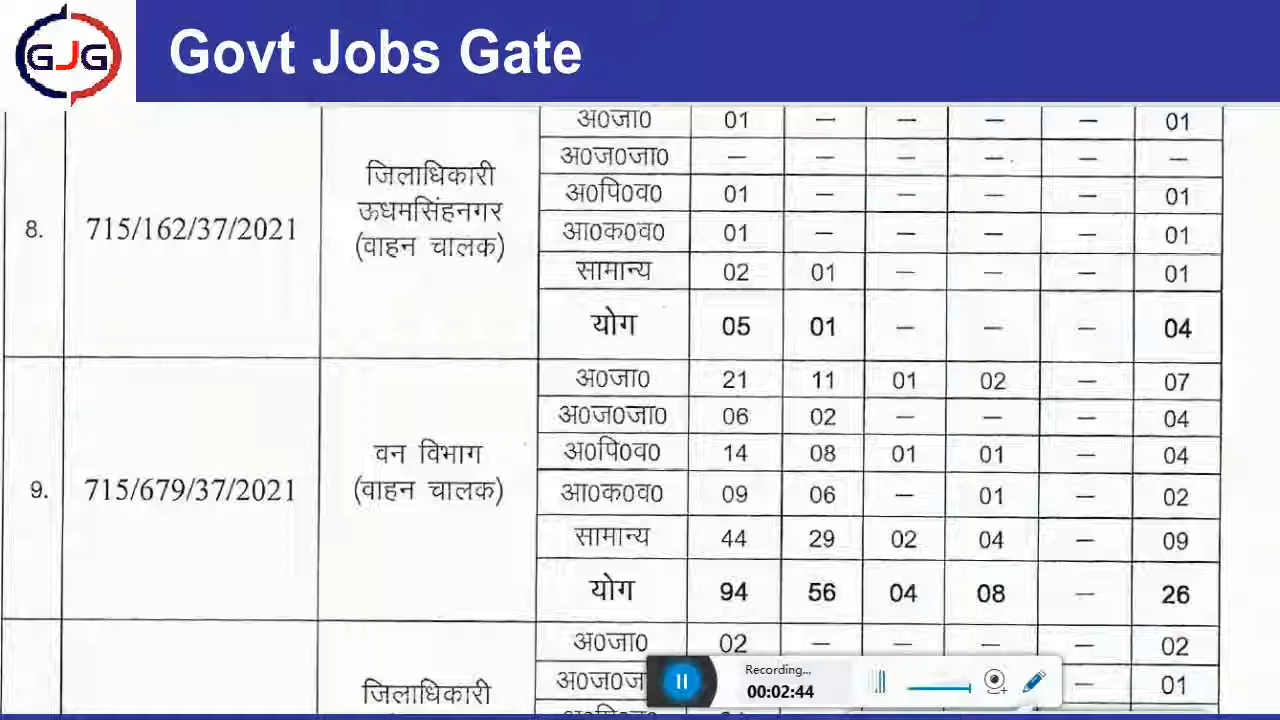 GJG
Govt Jobs Gate
अ0जा0 01 — — — — 01
अ0ज0जा0 — — — — — —
अ0पि0व0 01 — — — — 01
आ0क0व0 01 — — — — 01
सामान्य 02 01 — — — 01
योग 05 01 — — — 04
8.
715/162/37/2021
जिलाधिकारी
ऊधमसिंहनगर
(वाहन चालक)
अ0जा0 21 11 01 02 — 07
अ0ज0जा0 06 02 — — — 04
अ0पि0व0 14 08 01 01 — 04
आ0क0व0 09 06 — 01 — 02
सामान्य 44 29 02 04 — 09
योग 94 56 04 08 — 26
9.
715/679/37/2021
वन विभाग
(वाहन चालक)
अ0जा0 02 — — — — 02
अ0ज0ज — 01
जिलाधिकारी
Recording...
00:02:44